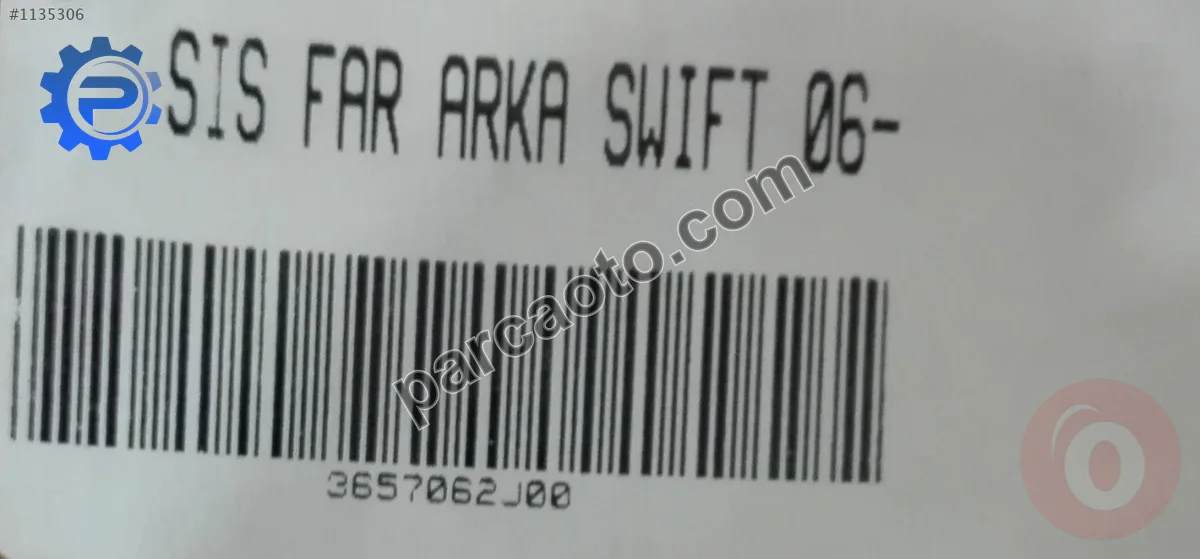 #1135306
SIS FAR ARKA SWIFT 06-
parcaoto.com
3657062J00